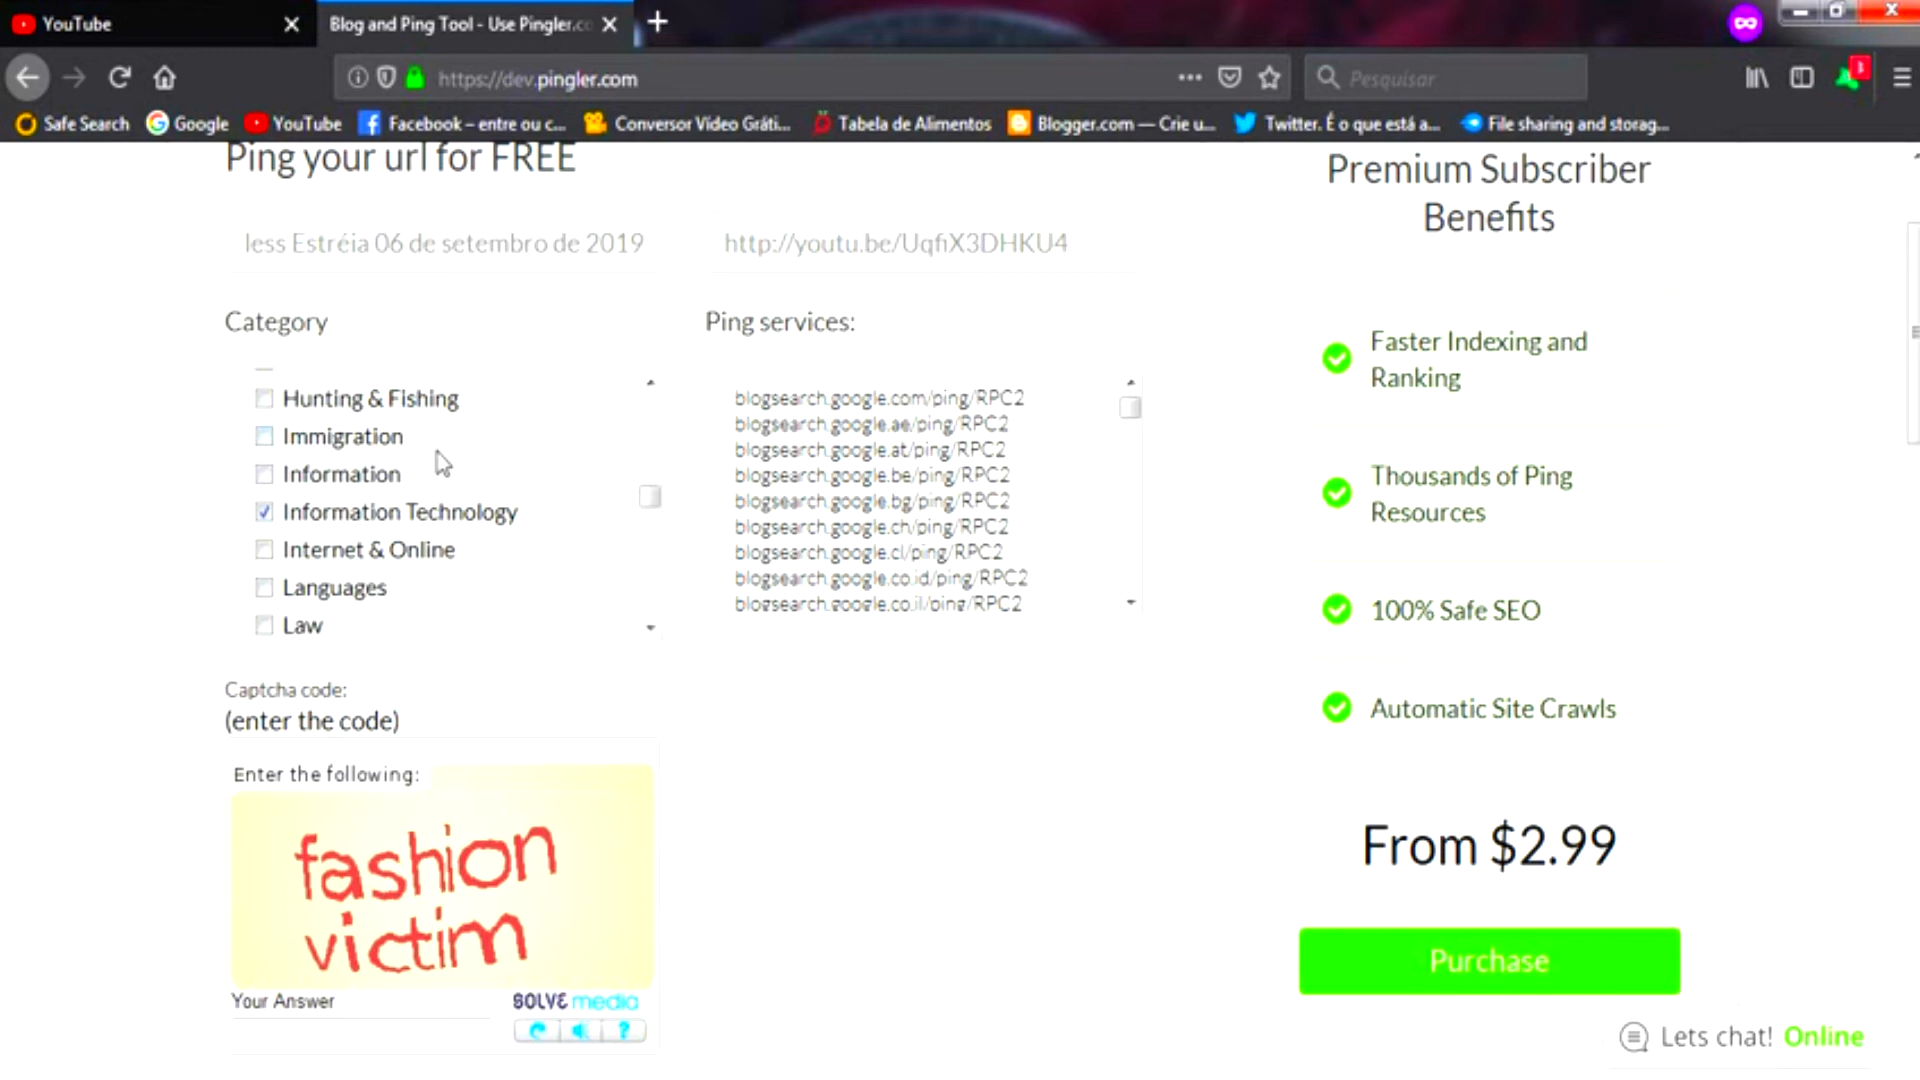 YouTube
Blog and Ping Tool - Use Pingler.co
https://dev.pingler.com
Pesquisar
3
Safe Search
Google
YouTube
Facebook – entre ou c...
Conversor Vídeo Gráti...
Tabela de Alimentos
Blogger.com — Crie u...
Twitter. É o que está a...
File sharing and storag...
Ping your url for FREE
less Estréia 06 de setembro de 2019
http://youtu.be/UqfiX3DHKU4
Category
Hunting & Fishing
Immigration
Information
Information Technology
Internet & Online
Languages
Law
Ping services:
blogsearch.google.com/ping/RPC2
blogsearch.google.ae/ping/RPC2
blogsearch.google.at/ping/RPC2
blogsearch.google.be/ping/RPC2
blogsearch.google.bg/ping/RPC2
blogsearch.google.ch/ping/RPC2
blogsearch.google.cl/ping/RPC2
blogsearch.google.co.id/ping/RPC2
blogsearch.google.co.il/ping/RPC2
Captcha code:
(enter the code)
Enter the following:
fashion
victim
Your Answer
SOLVE media
?
Premium Subscriber
Benefits
Faster Indexing and
Ranking
Thousands of Ping
Resources
100% Safe SEO
Automatic Site Crawls
From $2.99
Purchase
Lets chat! Online